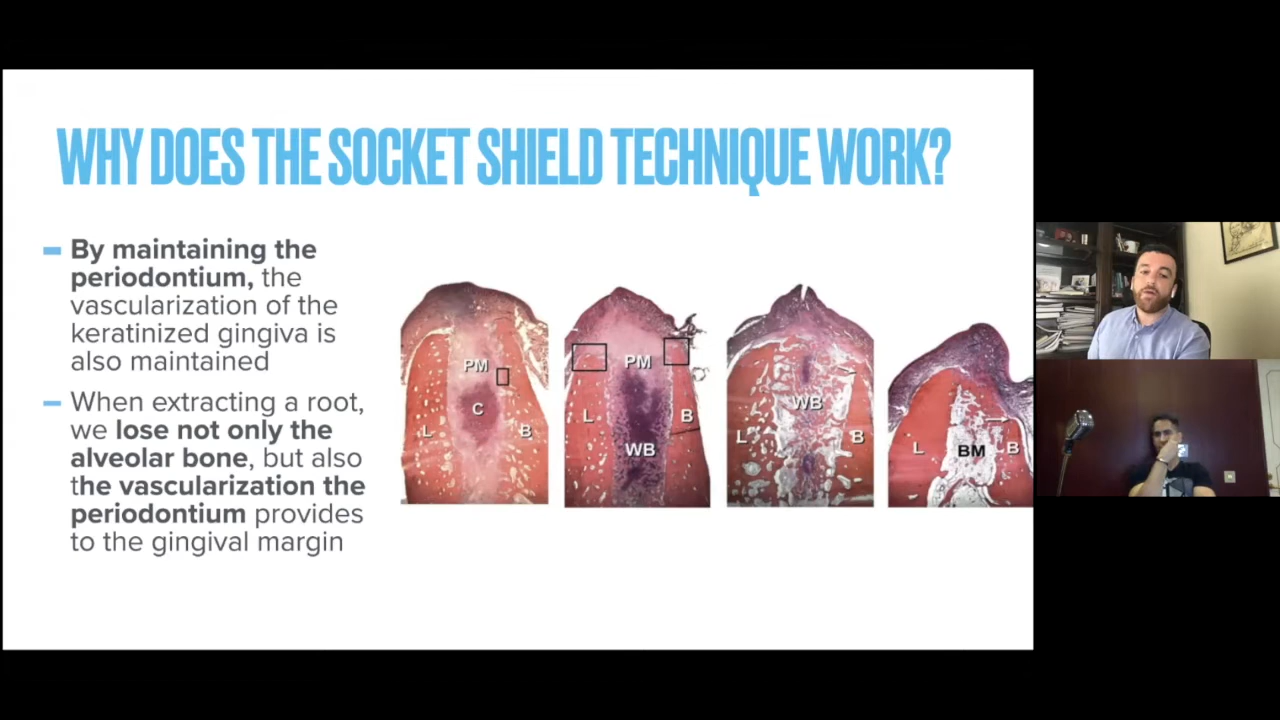 WHY DOES THE SOCKET SHIELD TECHNIQUE WORK?
By maintaining the
periodontium, the
vascularization of the
keratinized gingiva is
also maintained
When extracting a root,
we lose not only the
alveolar bone, but also
the vascularization the
periodontium provides
to the gingival margin
PM
C
L
B
PM
L
B
WB
WB
L
B
L
BM
B